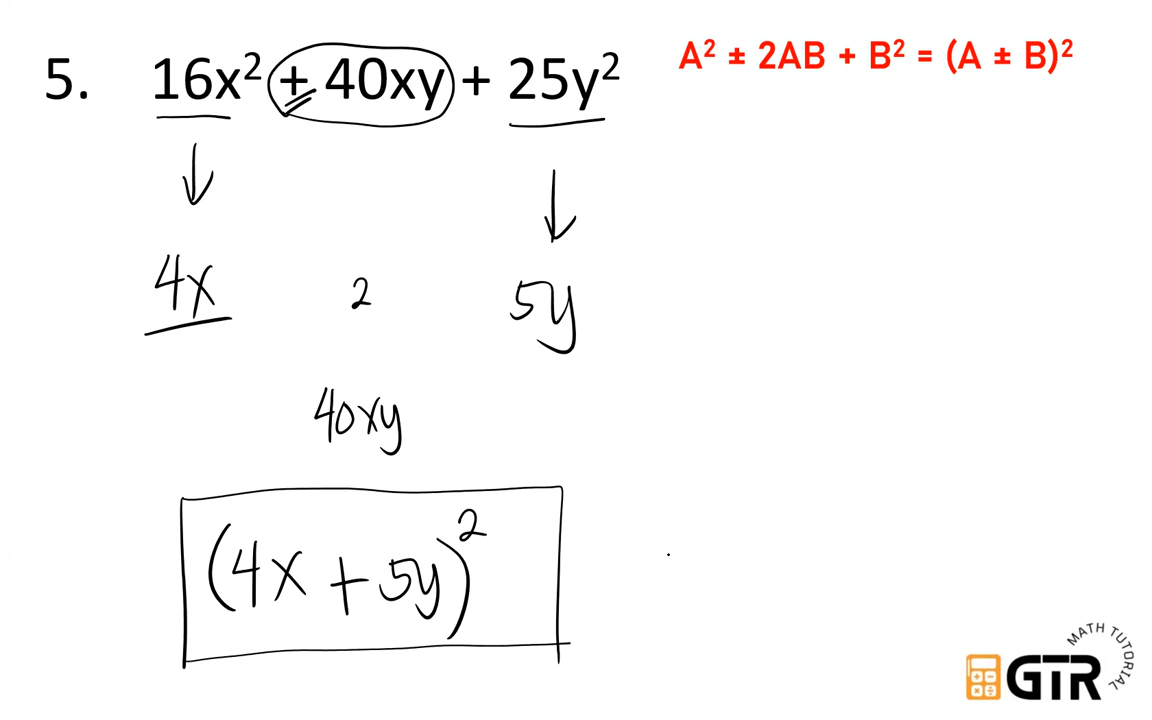 5. 16x² + 40xy + 25y²
A² ± 2AB + B² = (A ± B)²
4x 2 5y
40xy
(4x + 5y)²
MATH TUTORIAL
GTR